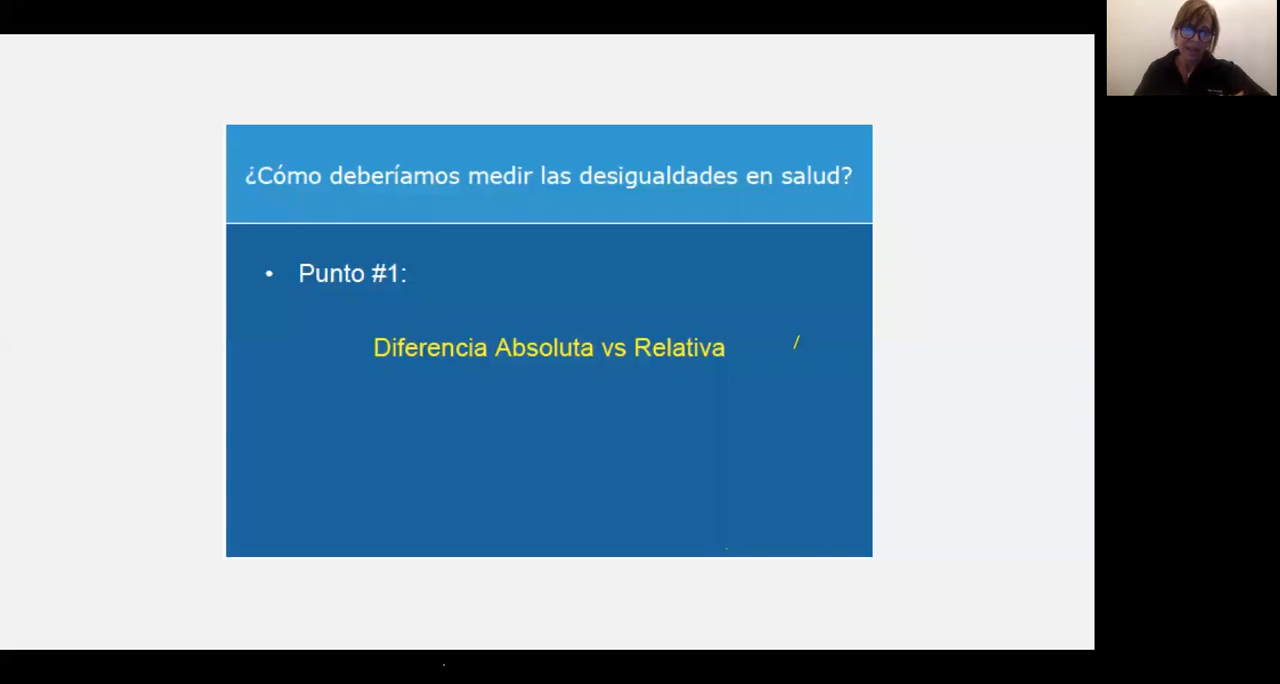 ¿Cómo deberíamos medir las desigualdades en salud?
• Punto #1:
Diferencia Absoluta vs Relativa /